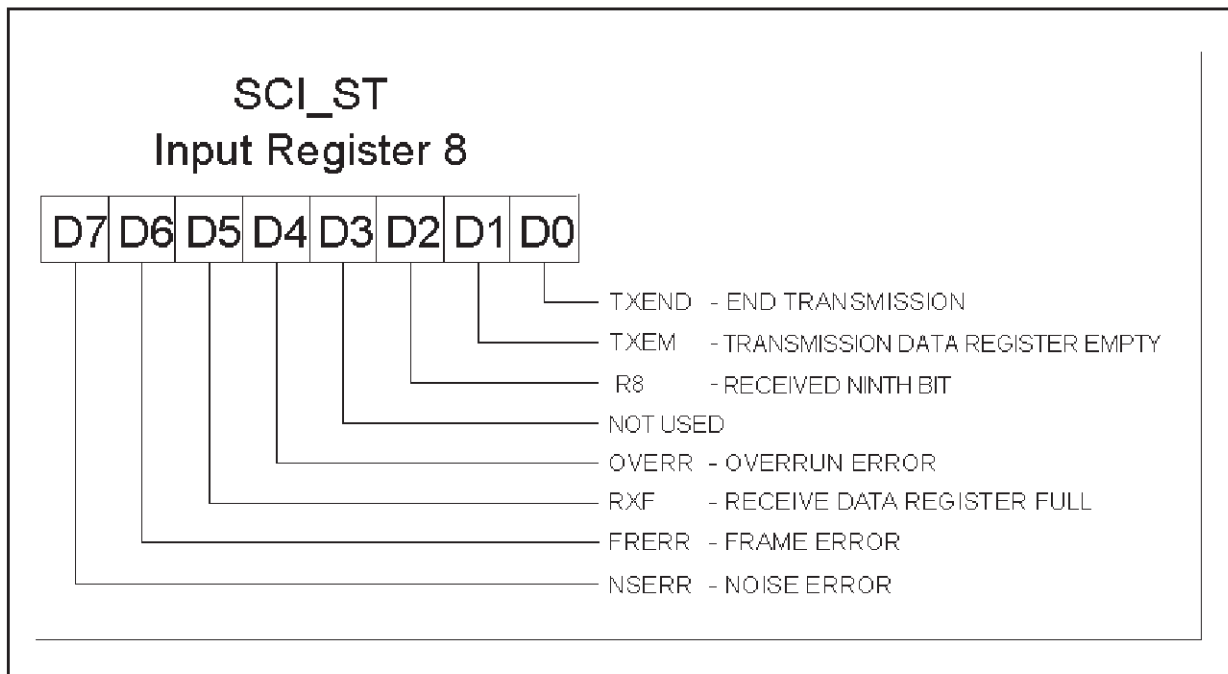 SCI_ST
Input Register 8
D7 D6 D5 D4 D3 D2 D1 D0
TXEND - END TRANSMISSION
TXEM - TRANSMISSION DATA REGISTER EMPTY
R8 - RECEIVED NINTH BIT
NOT USED
OVERR - OVERRUN ERROR
RXF - RECEIVE DATA REGISTER FULL
FRERR - FRAME ERROR
NSERR - NOISE ERROR